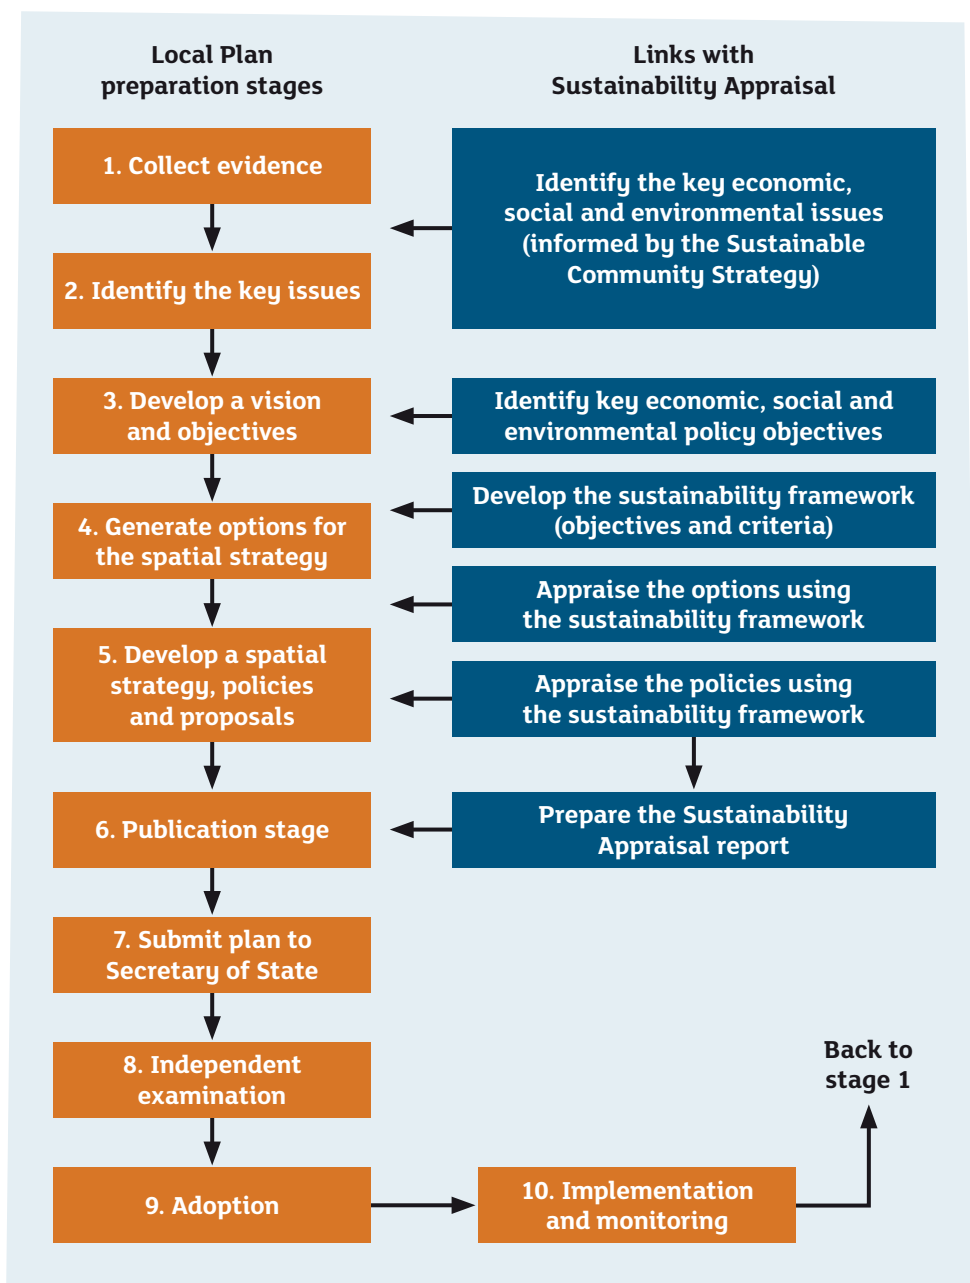 Local Plan
preparation stages
Links with
Sustainability Appraisal
1. Collect evidence
Identify the key economic,
social and environmental issues
(informed by the Sustainable
Community Strategy)
2. Identify the key issues
3. Develop a vision
and objectives
Identify key economic, social and
environmental policy objectives
Develop the sustainability framework
(objectives and criteria)
4. Generate options for
the spatial strategy
Appraise the options using
the sustainability framework
5. Develop a spatial
strategy, policies
and proposals
Appraise the policies using
the sustainability framework
6. Publication stage
Prepare the Sustainability
Appraisal report
7. Submit plan to
Secretary of State
8. Independent
examination
9. Adoption
10. Implementation
and monitoring
Back to
stage 1